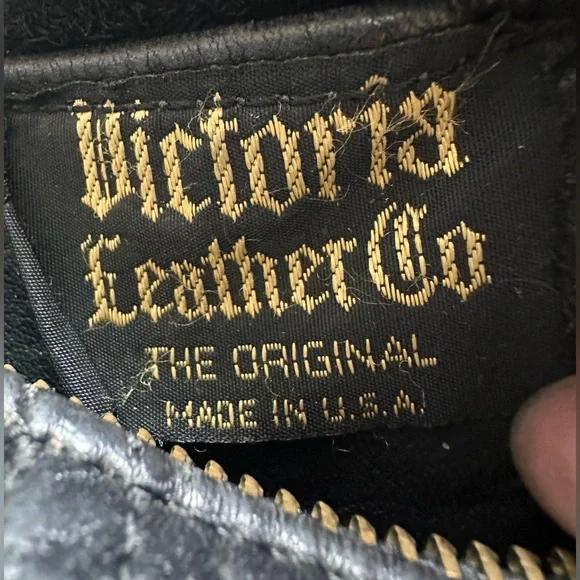 Victoria
Leather Co
THE ORIGINAL
MADE IN U.S.A.